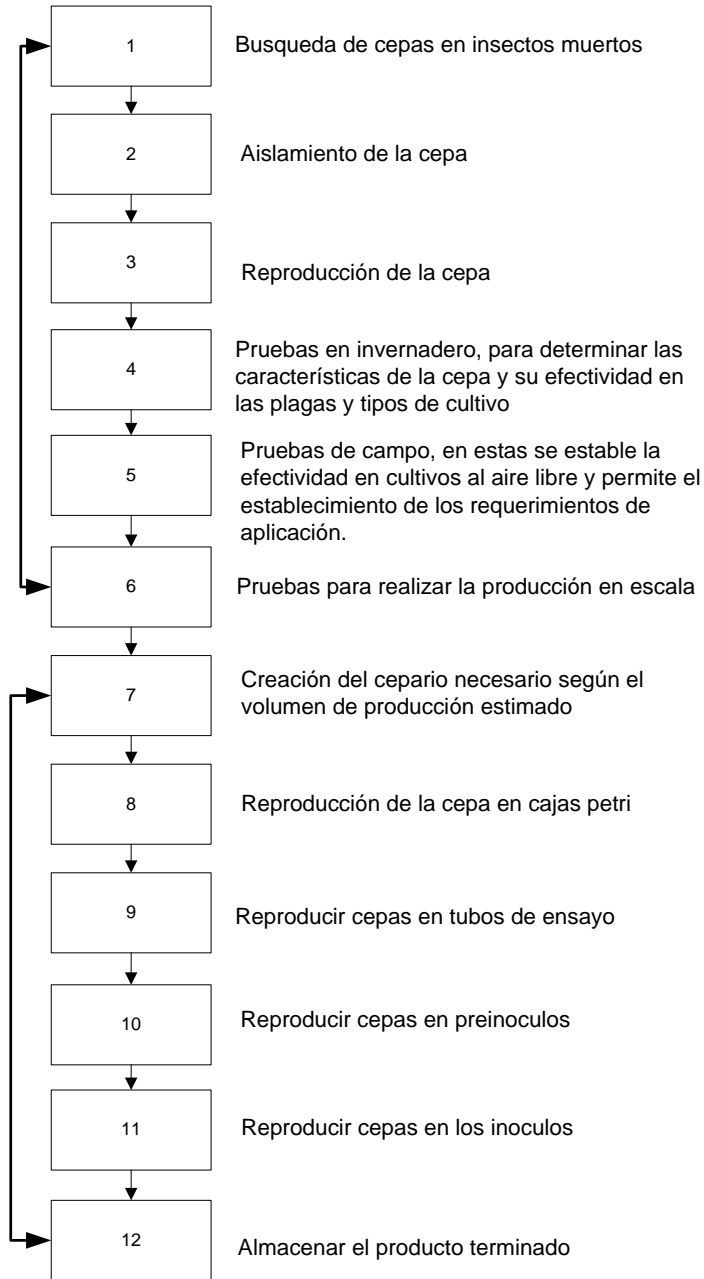 1
Busqueda de cepas en insectos muertos
2
Aislamiento de la cepa
3
Reproducción de la cepa
4
Pruebas en invernadero, para determinar las
características de la cepa y su efectividad en
las plagas y tipos de cultivo
5
Pruebas de campo, en estas se estable la
efectividad en cultivos al aire libre y permite el
establecimiento de los requerimientos de
aplicación.
6
Pruebas para realizar la producción en escala
7
Creación del cepario necesario según el
volumen de producción estimado
8
Reproducción de la cepa en cajas petri
9
Reproducir cepas en tubos de ensayo
10
Reproducir cepas en preinoculos
11
Reproducir cepas en los inoculos
12
Almacenar el producto terminado